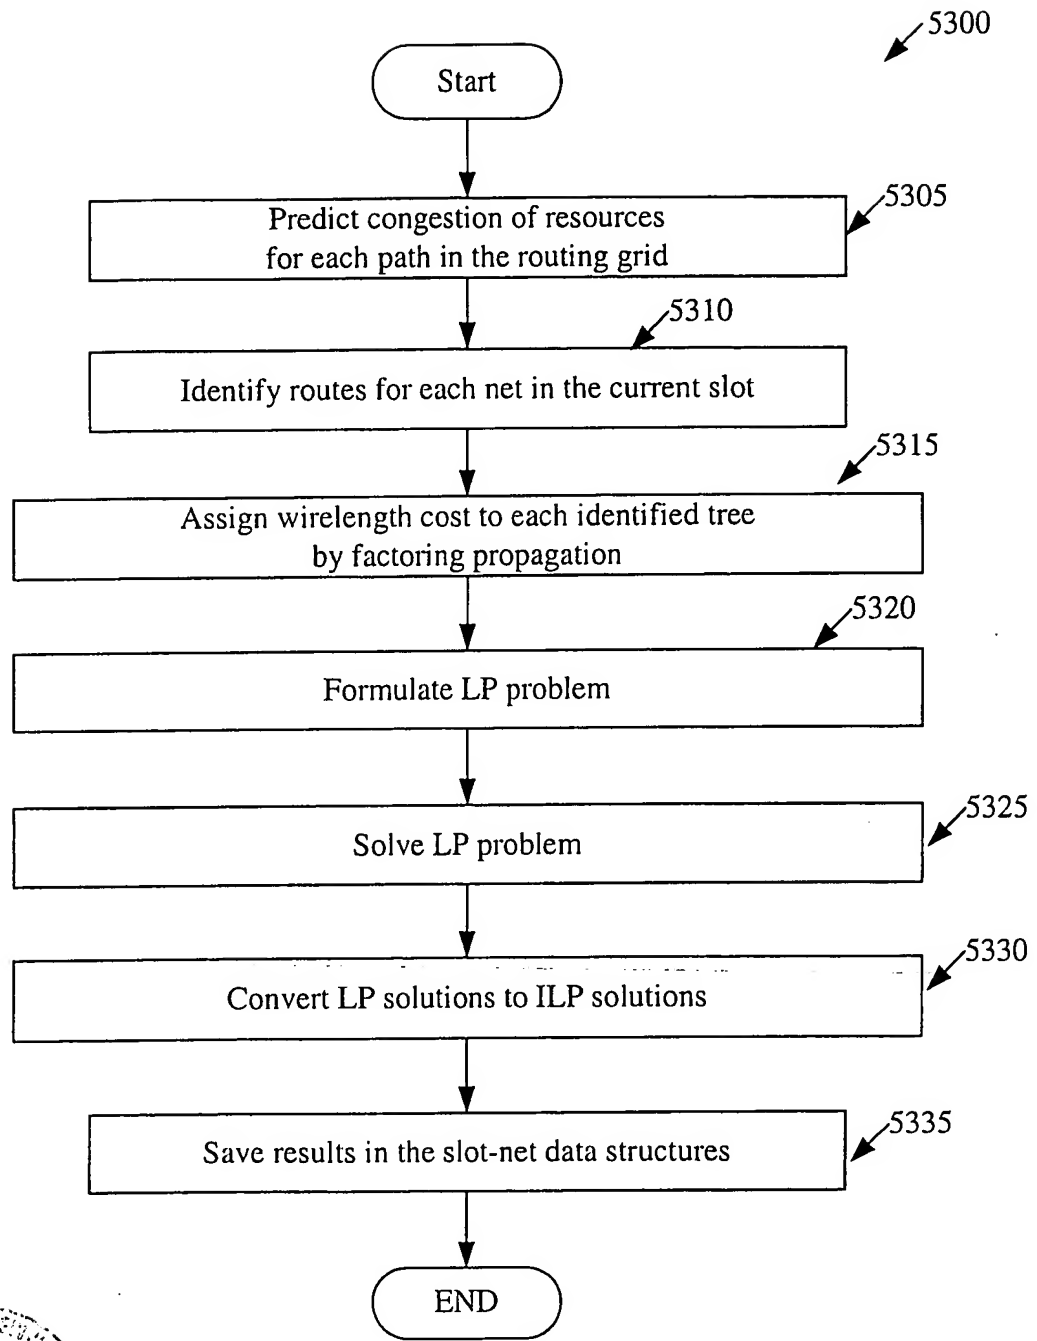 5300
Start
5305
Predict congestion of resources
for each path in the routing grid
5310
Identify routes for each net in the current slot
5315
Assign wirelength cost to each identified tree
by factoring propagation
5320
Formulate LP problem
5325
Solve LP problem
5330
Convert LP solutions to ILP solutions
5335
Save results in the slot-net data structures
END